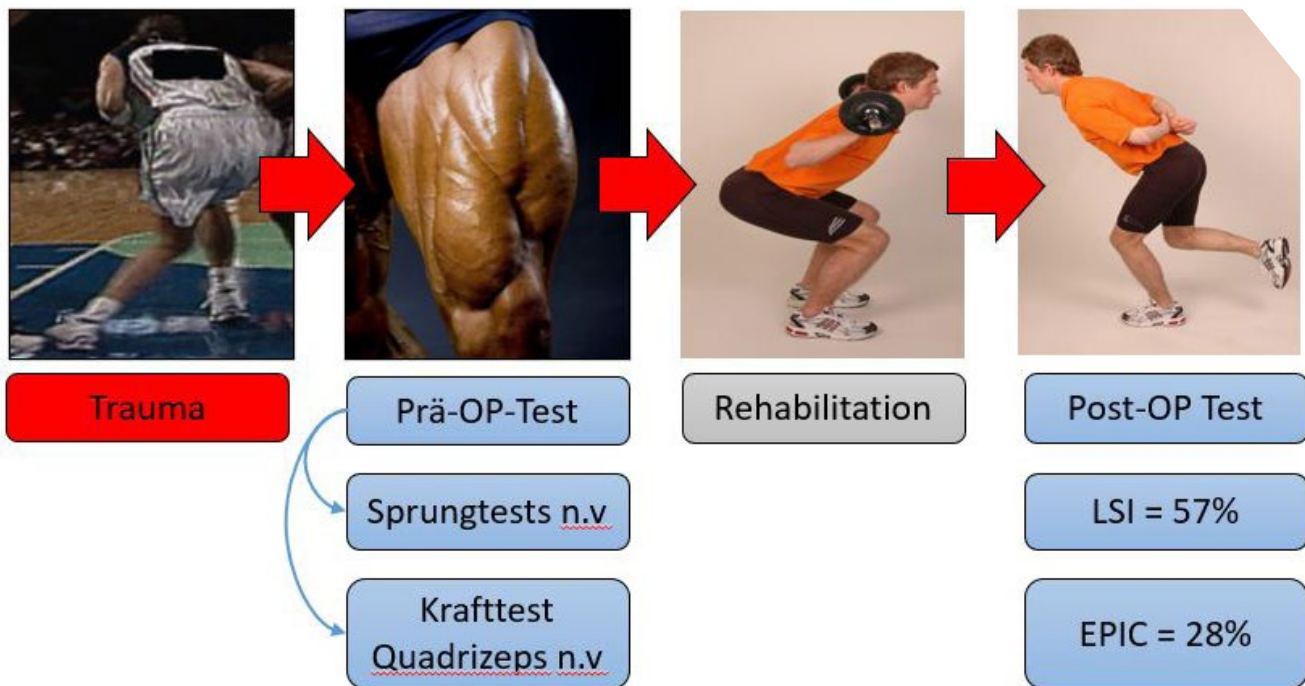 Trauma
Prä-OP-Test
Rehabilitation
Post-OP Test
Sprungtests n.v
LSI = 57%
Krafttest
Quadrizeps n.v
EPIC = 28%